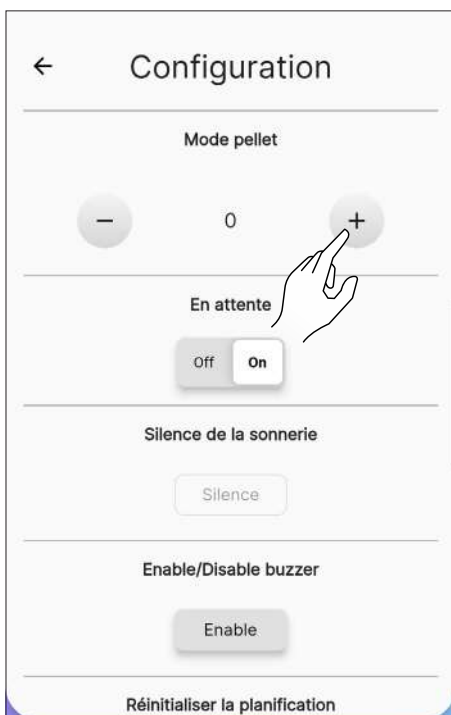 ← Configuration
Mode pellet
− 0 +
En attente
Off On
Silence de la sonnerie
Silence
Enable/Disable buzzer
Enable
Réinitialiser la planification